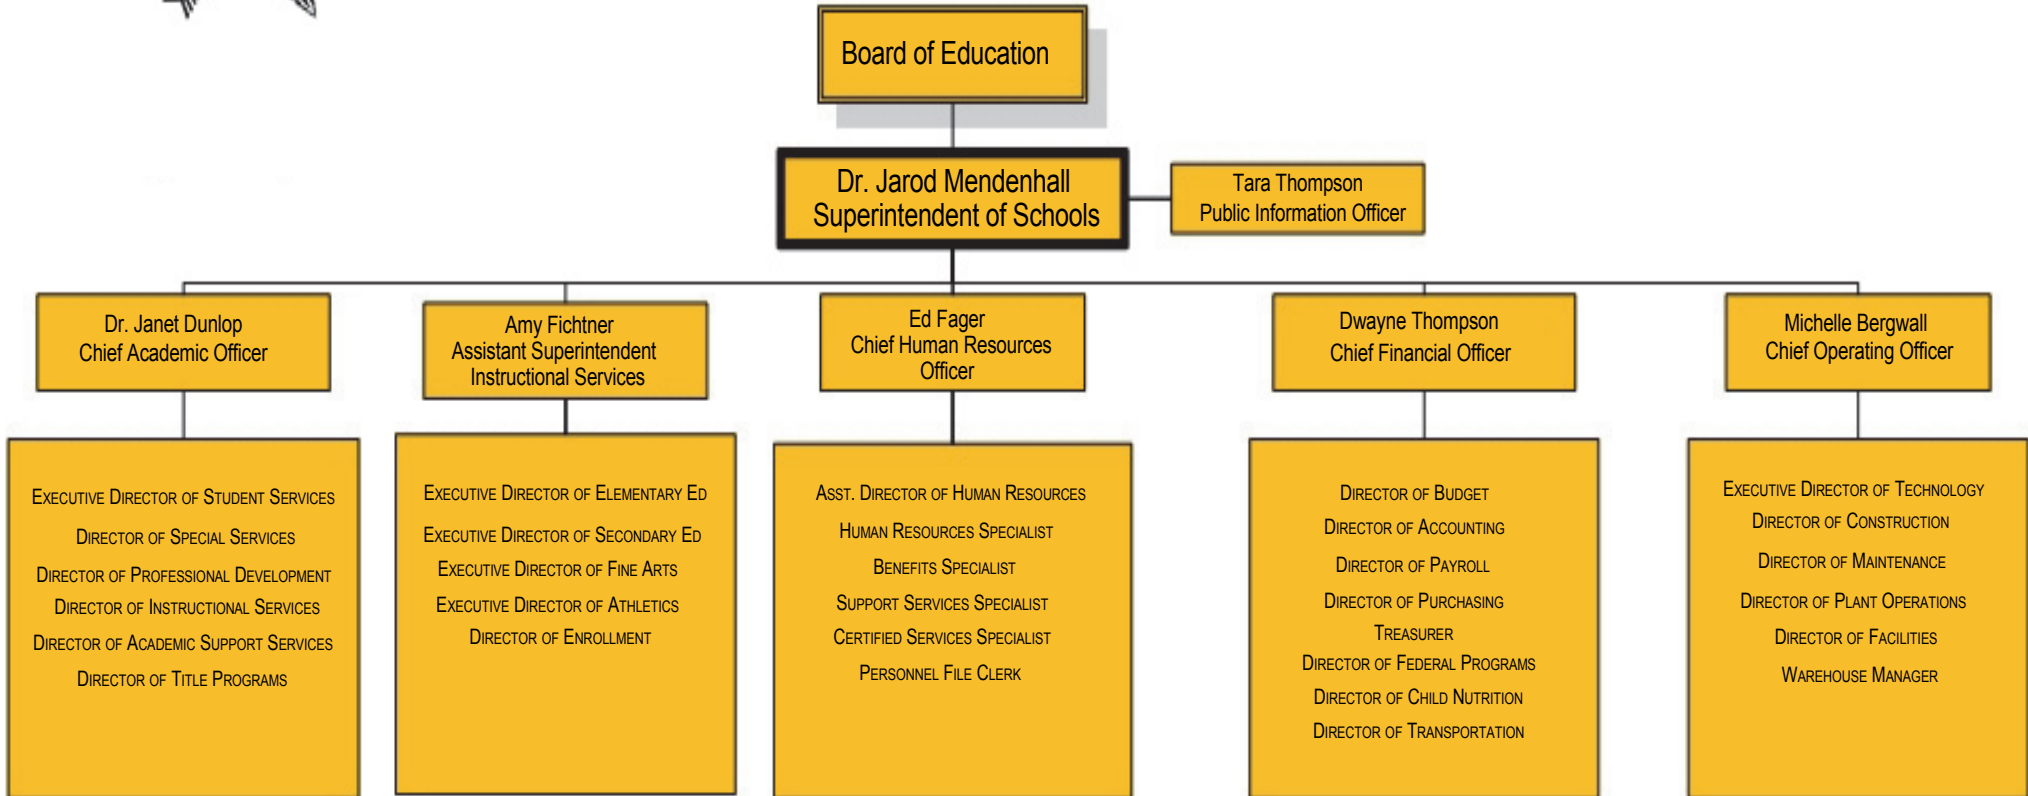 Board of Education
Dr. Jarod Mendenhall
Superintendent of Schools
Tara Thompson
Public Information Officer
Dr. Janet Dunlop
Chief Academic Officer
Amy Fichtner
Assistant Superintendent
Instructional Services
Ed Fager
Chief Human Resources
Officer
Dwayne Thompson
Chief Financial Officer
Michelle Bergwall
Chief Operating Officer
EXECUTIVE DIRECTOR OF STUDENT SERVICES
DIRECTOR OF SPECIAL SERVICES
DIRECTOR OF PROFESSIONAL DEVELOPMENT
DIRECTOR OF INSTRUCTIONAL SERVICES
DIRECTOR OF ACADEMIC SUPPORT SERVICES
DIRECTOR OF TITLE PROGRAMS
EXECUTIVE DIRECTOR OF ELEMENTARY ED
EXECUTIVE DIRECTOR OF SECONDARY ED
EXECUTIVE DIRECTOR OF FINE ARTS
EXECUTIVE DIRECTOR OF ATHLETICS
DIRECTOR OF ENROLLMENT
ASST. DIRECTOR OF HUMAN RESOURCES
HUMAN RESOURCES SPECIALIST
BENEFITS SPECIALIST
SUPPORT SERVICES SPECIALIST
CERTIFIED SERVICES SPECIALIST
PERSONNEL FILE CLERK
DIRECTOR OF BUDGET
DIRECTOR OF ACCOUNTING
DIRECTOR OF PAYROLL
DIRECTOR OF PURCHASING
TREASURER
DIRECTOR OF FEDERAL PROGRAMS
DIRECTOR OF CHILD NUTRITION
DIRECTOR OF TRANSPORTATION
EXECUTIVE DIRECTOR OF TECHNOLOGY
DIRECTOR OF CONSTRUCTION
DIRECTOR OF MAINTENANCE
DIRECTOR OF PLANT OPERATIONS
DIRECTOR OF FACILITIES
WAREHOUSE MANAGER